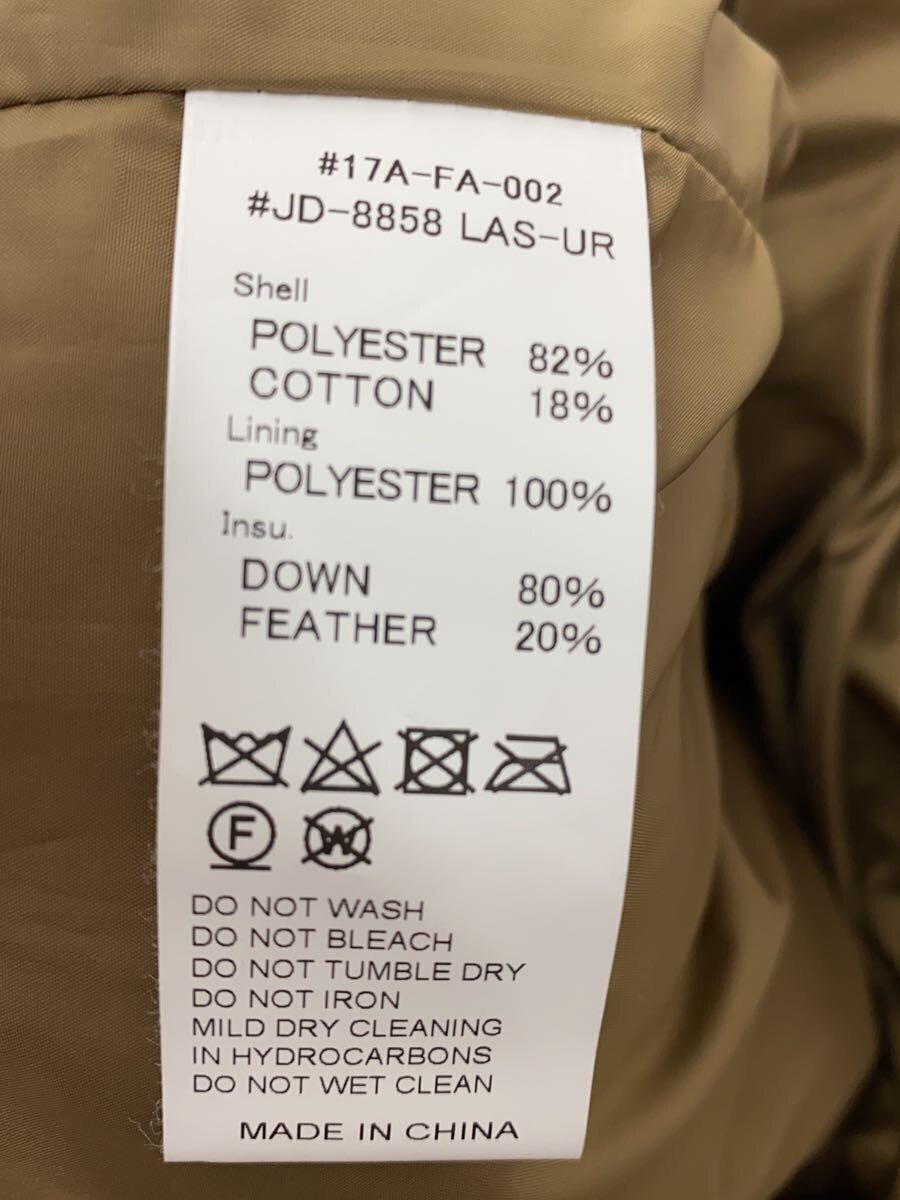 #17A-FA-002
#JD-8858 LAS-UR
Shell
POLYESTER 82%
COTTON 18%
Lining
POLYESTER 100%
Insu.
DOWN 80%
FEATHER 20%
F W
DO NOT WASH
DO NOT BLEACH
DO NOT TUMBLE DRY
DO NOT IRON
MILD DRY CLEANING
IN HYDROCARBONS
DO NOT WET CLEAN
MADE IN CHINA